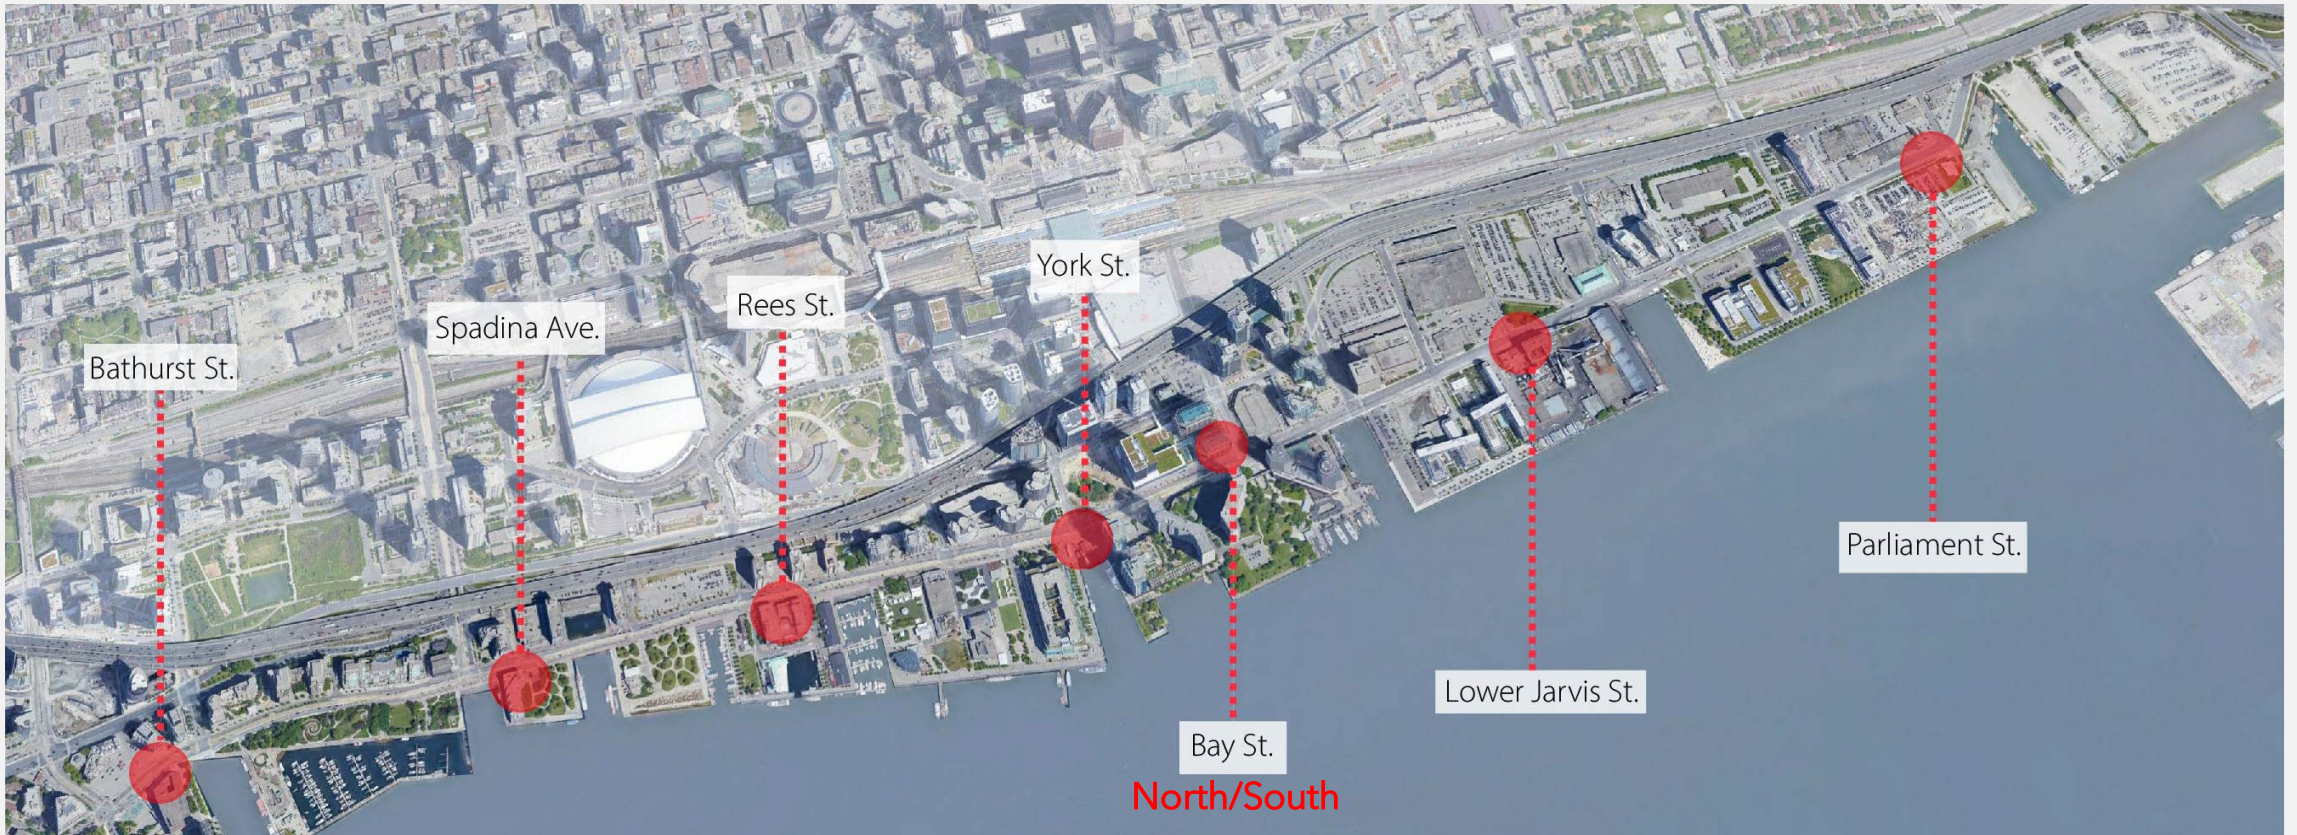 York St.
Rees St.
Spadina Ave.
Bathurst St.
Parliament St.
Lower Jarvis St.
Bay St.
North/South